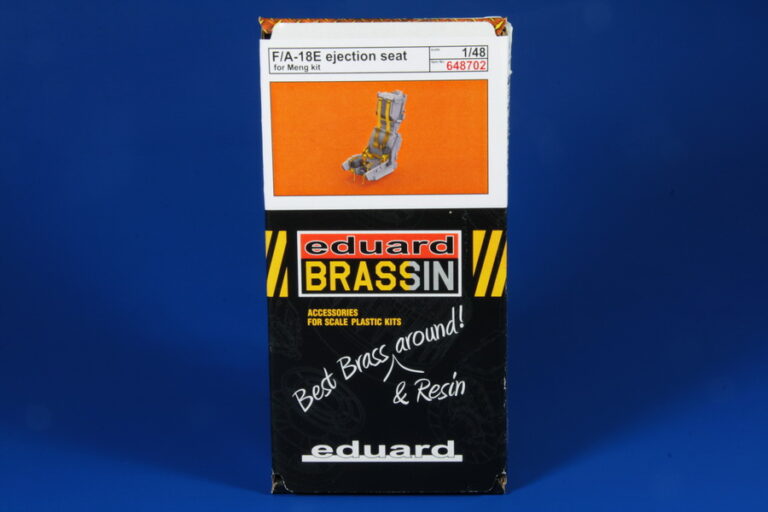 F/A-18E ejection seat
for Meng kit
SCALE
1/48
648702
eduard
BRASSIN
ACCESSORIES
FOR SCALE PLASTIC KITS
Best Brass around!
& Resin
eduard